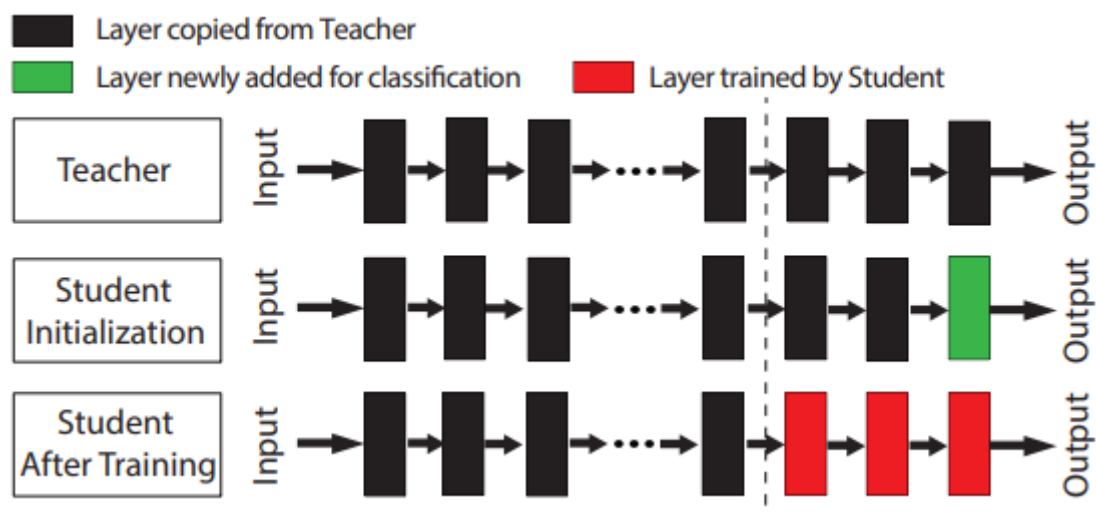 Layer copied from Teacher
Layer newly added for classification
Layer trained by Student
Teacher
Input
Output
Student
Initialization
Input
Output
Student
After Training
Input
Output